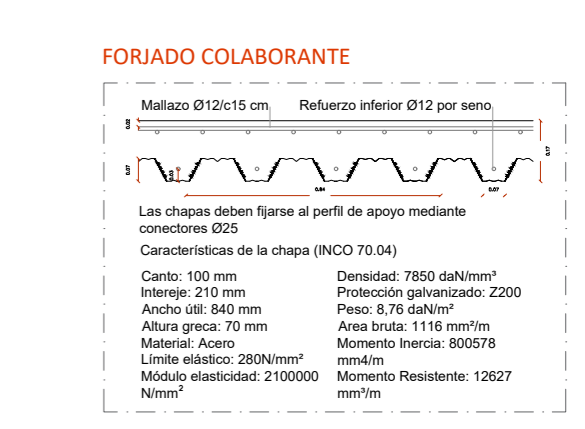 FORJADO COLABORANTE
Mallazo Ø12/c15 cm
Refuerzo inferior Ø12 por seno
0.02
0.17
0.07
0.03
0.84
0.07
Las chapas deben fijarse al perfil de apoyo mediante
conectores Ø25
Características de la chapa (INCO 70.04)
Canto: 100 mm
Intereje: 210 mm
Ancho útil: 840 mm
Altura greca: 70 mm
Material: Acero
Límite elástico: 280N/mm²
Módulo elasticidad: 2100000
N/mm²
Densidad: 7850 daN/mm³
Protección galvanizado: Z200
Peso: 8,76 daN/m²
Area bruta: 1116 mm²/m
Momento Inercia: 800578
mm4/m
Momento Resistente: 12627
mm³/m